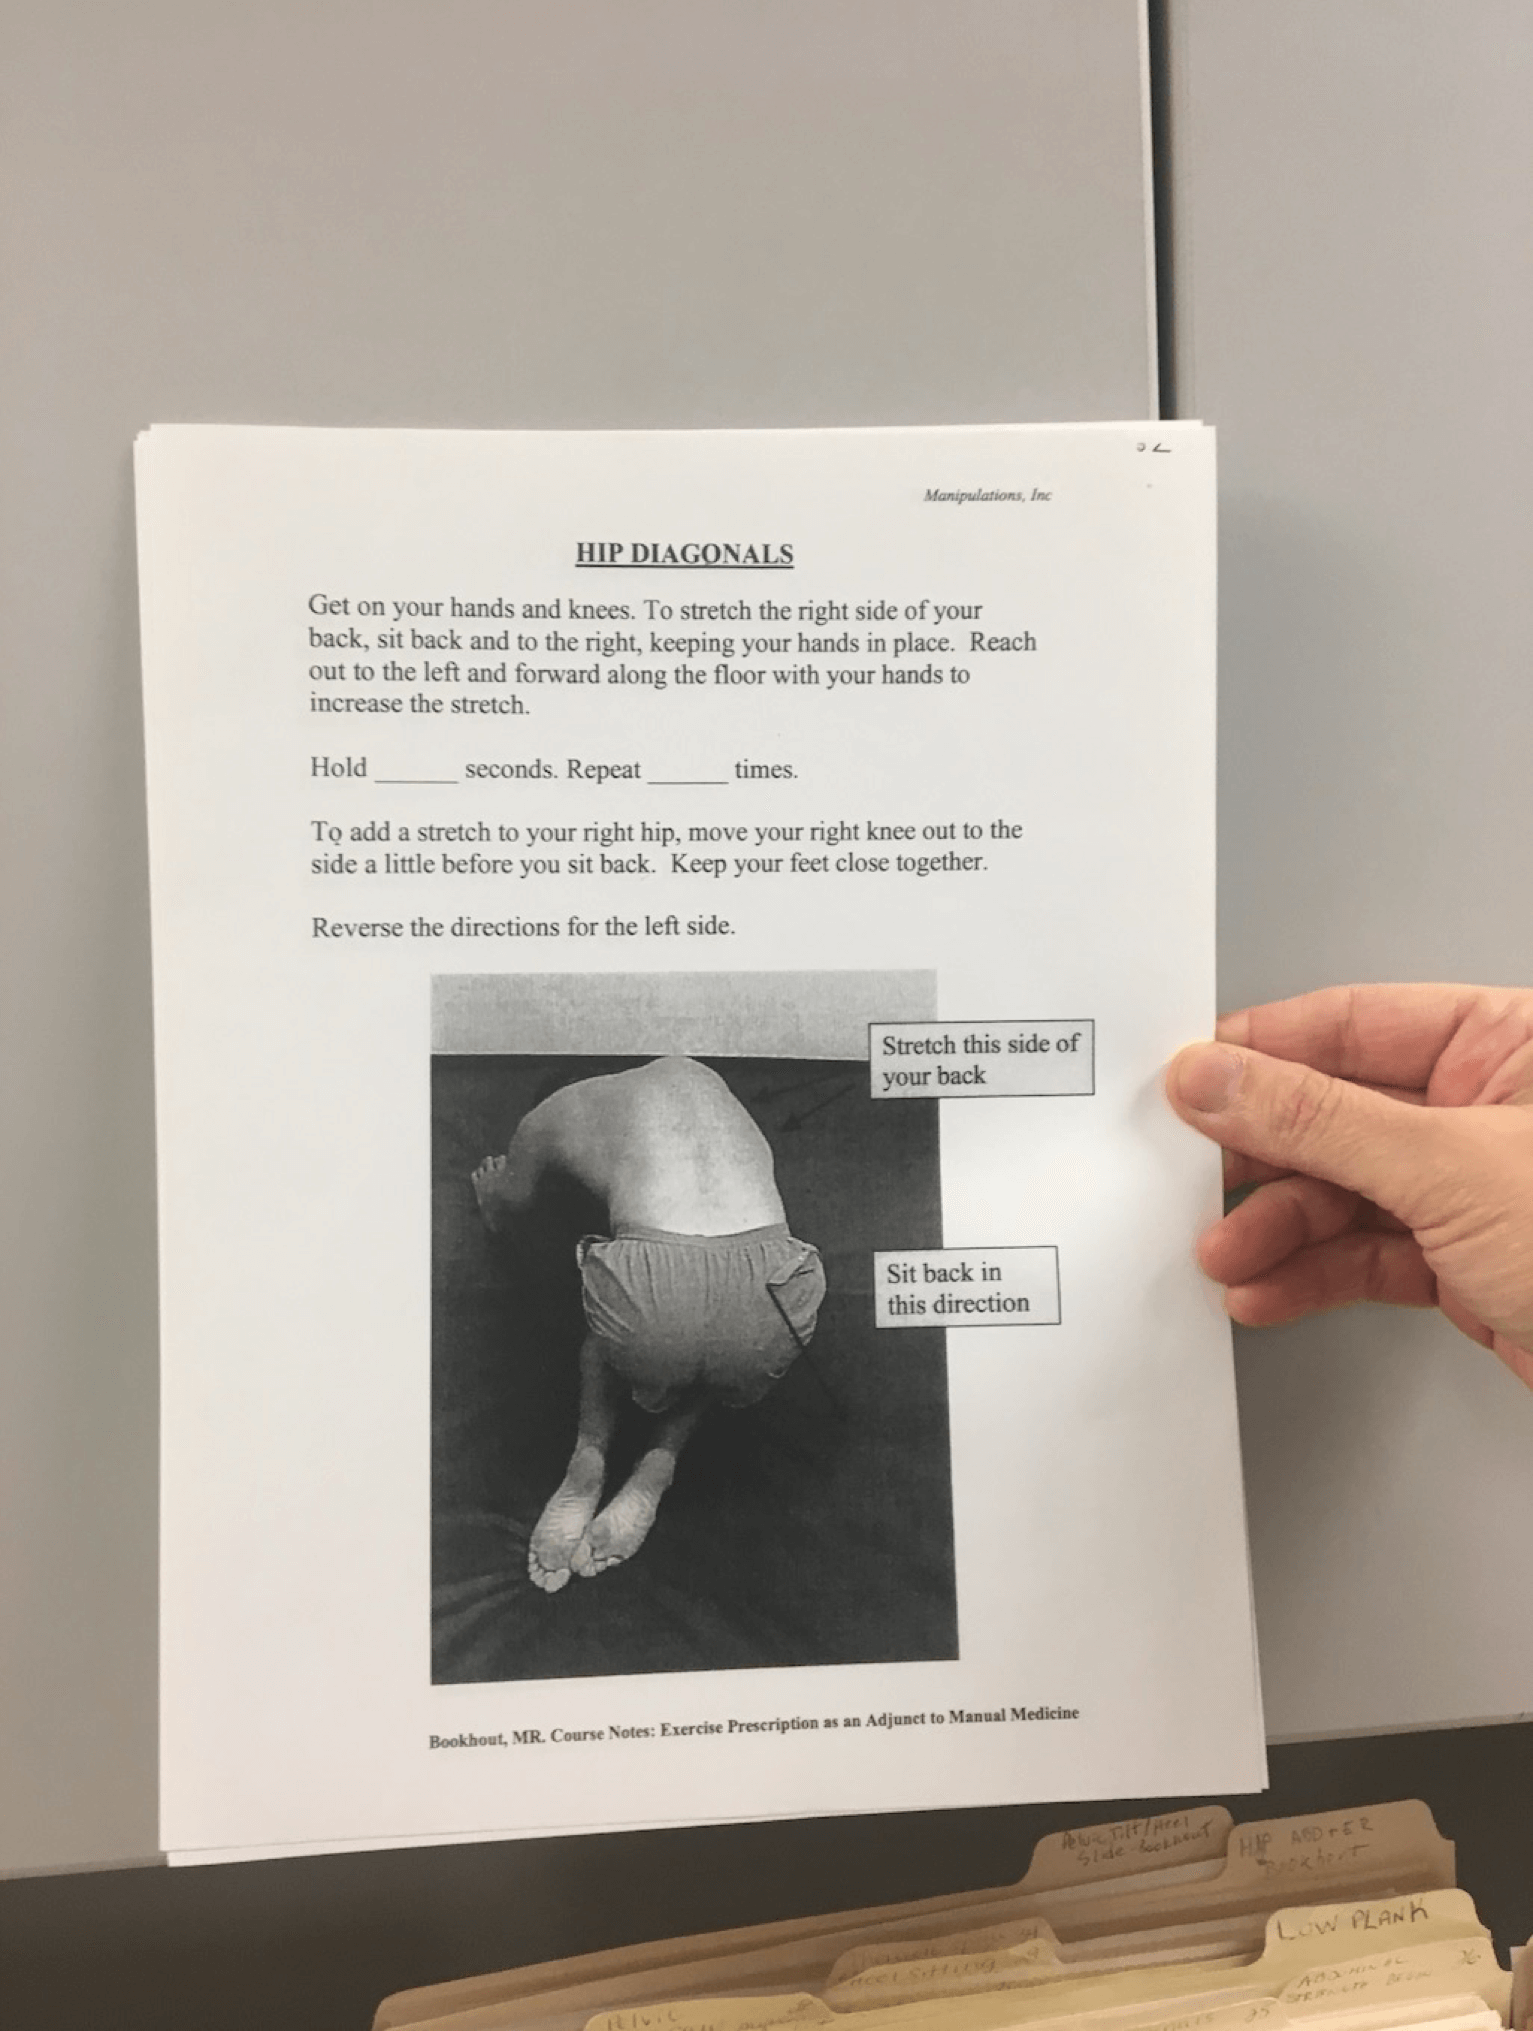 Manipulations, Inc
HIP DIAGONALS
Get on your hands and knees. To stretch the right side of your
back, sit back and to the right, keeping your hands in place. Reach
out to the left and forward along the floor with your hands to
increase the stretch.
Hold ______ seconds. Repeat ______ times.
To add a stretch to your right hip, move your right knee out to the
side a little before you sit back. Keep your feet close together.
Reverse the directions for the left side.
Stretch this side of
your back
Sit back in
this direction
Bookhout, MR. Course Notes: Exercise Prescription as an Adjunct to Manual Medicine
Pelvic Tilt/Heel
Slide-Bookhout
HIP ABD + ER
Bookhout
LOW PLANK
Heel Sitting
36
25